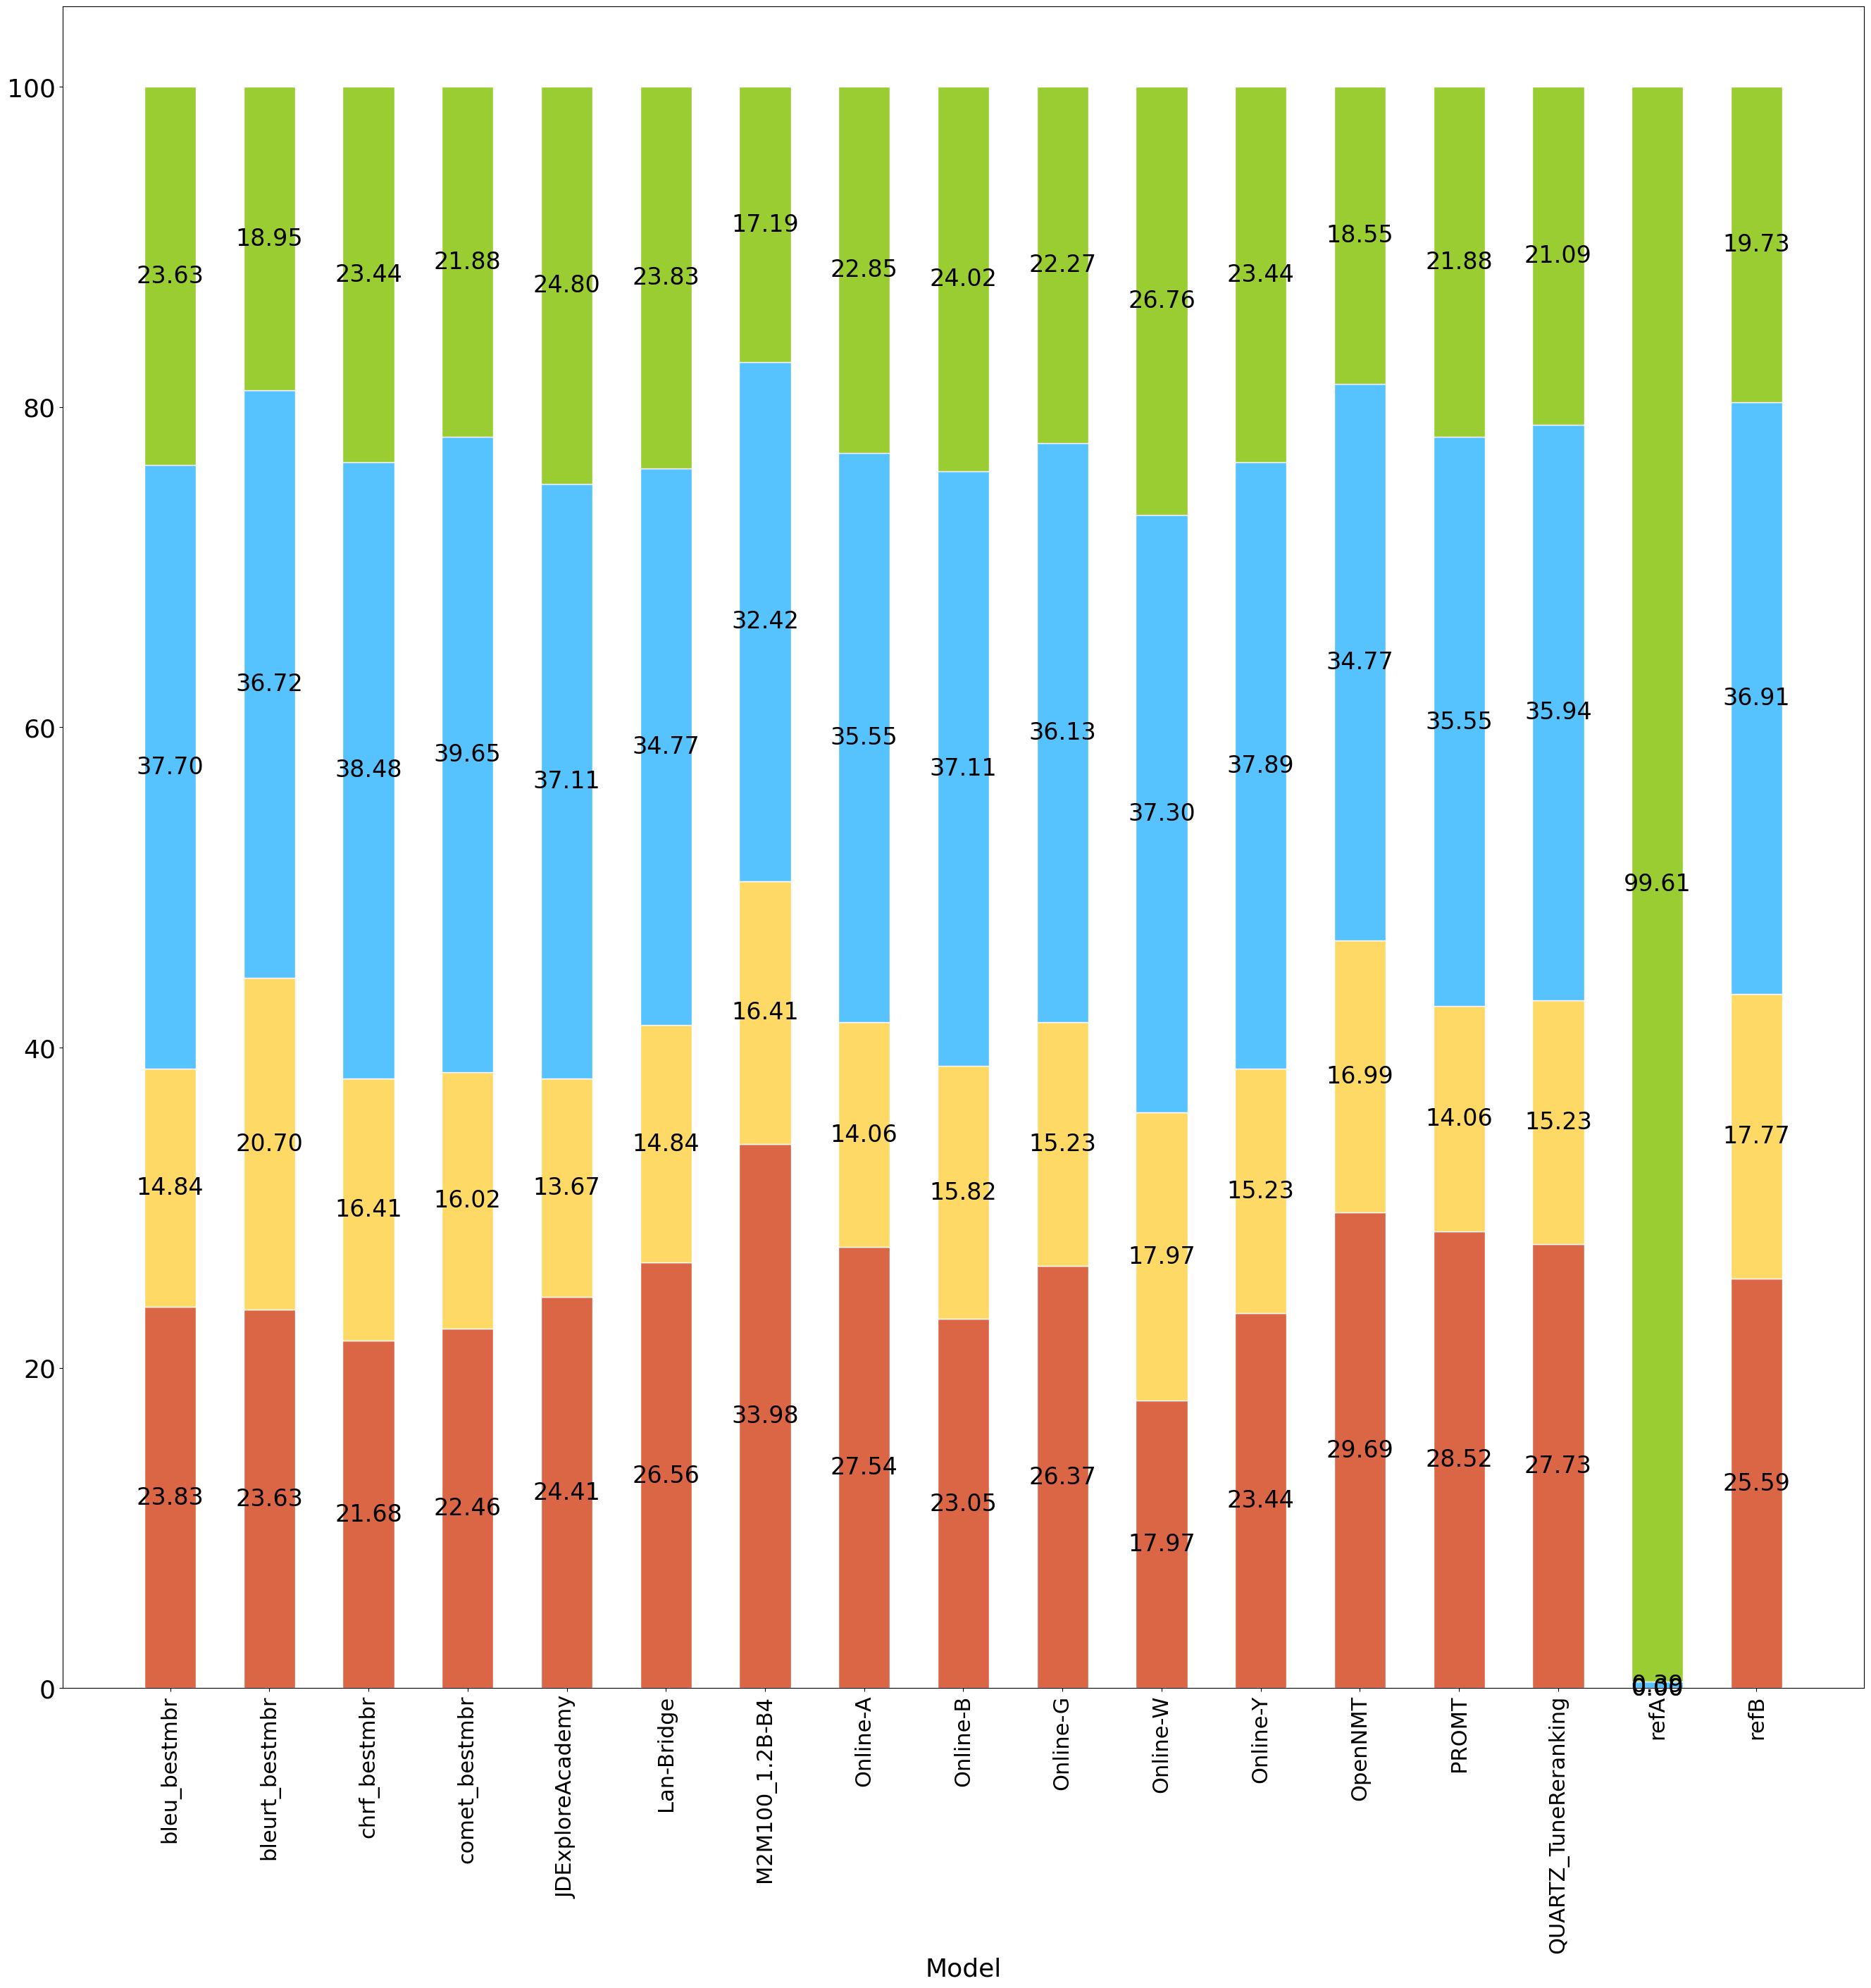 100
80
60
40
20
0
23.63 18.95 23.44 21.88 24.80 23.83 17.19 22.85 24.02 22.27 26.76 23.44 18.55 21.88 21.09 99.61 19.73
37.70 36.72 38.48 39.65 37.11 34.77 32.42 35.55 37.11 36.13 37.30 37.89 34.77 35.55 35.94 36.91
14.84 20.70 16.41 16.02 13.67 14.84 16.41 14.06 15.82 15.23 17.97 15.23 16.99 14.06 15.23 17.77
23.83 23.63 21.68 22.46 24.41 26.56 33.98 27.54 23.05 26.37 17.97 23.44 29.69 28.52 27.73 25.59
bleu_bestmbr
bleurt_bestmbr
chrf_bestmbr
comet_bestmbr
JDExploreAcademy
Lan-Bridge
M2M100_1.2B-B4
Online-A
Online-B
Online-G
Online-W
Online-Y
OpenNMT
PROMT
QUARTZ_TuneReranking
refA
refB
Model